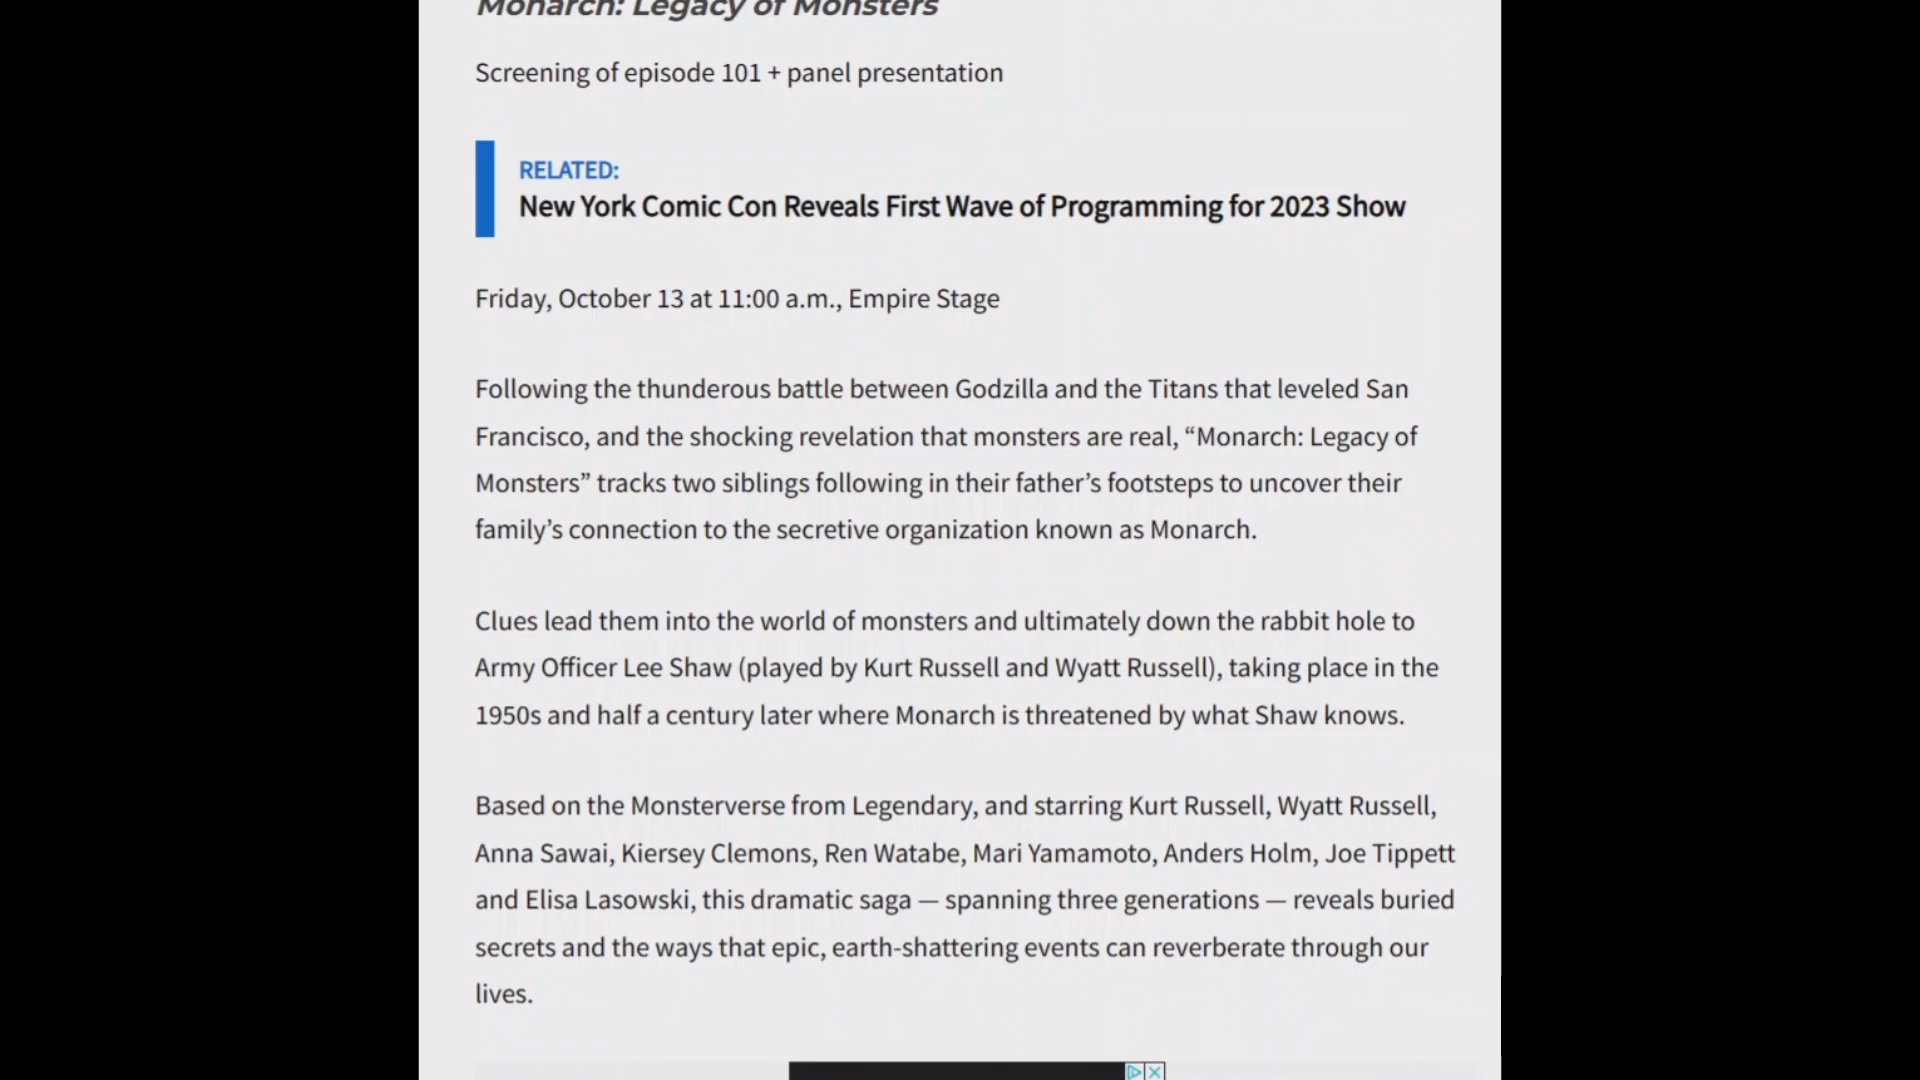 Monarch: Legacy of Monsters
Screening of episode 101 + panel presentation
RELATED:
New York Comic Con Reveals First Wave of Programming for 2023 Show
Friday, October 13 at 11:00 a.m., Empire Stage
Following the thunderous battle between Godzilla and the Titans that leveled San
Francisco, and the shocking revelation that monsters are real, “Monarch: Legacy of
Monsters” tracks two siblings following in their father’s footsteps to uncover their
family’s connection to the secretive organization known as Monarch.
Clues lead them into the world of monsters and ultimately down the rabbit hole to
Army Officer Lee Shaw (played by Kurt Russell and Wyatt Russell), taking place in the
1950s and half a century later where Monarch is threatened by what Shaw knows.
Based on the Monsterverse from Legendary, and starring Kurt Russell, Wyatt Russell,
Anna Sawai, Kiersey Clemons, Ren Watabe, Mari Yamamoto, Anders Holm, Joe Tippett
and Elisa Lasowski, this dramatic saga — spanning three generations — reveals buried
secrets and the ways that epic, earth-shattering events can reverberate through our
lives.